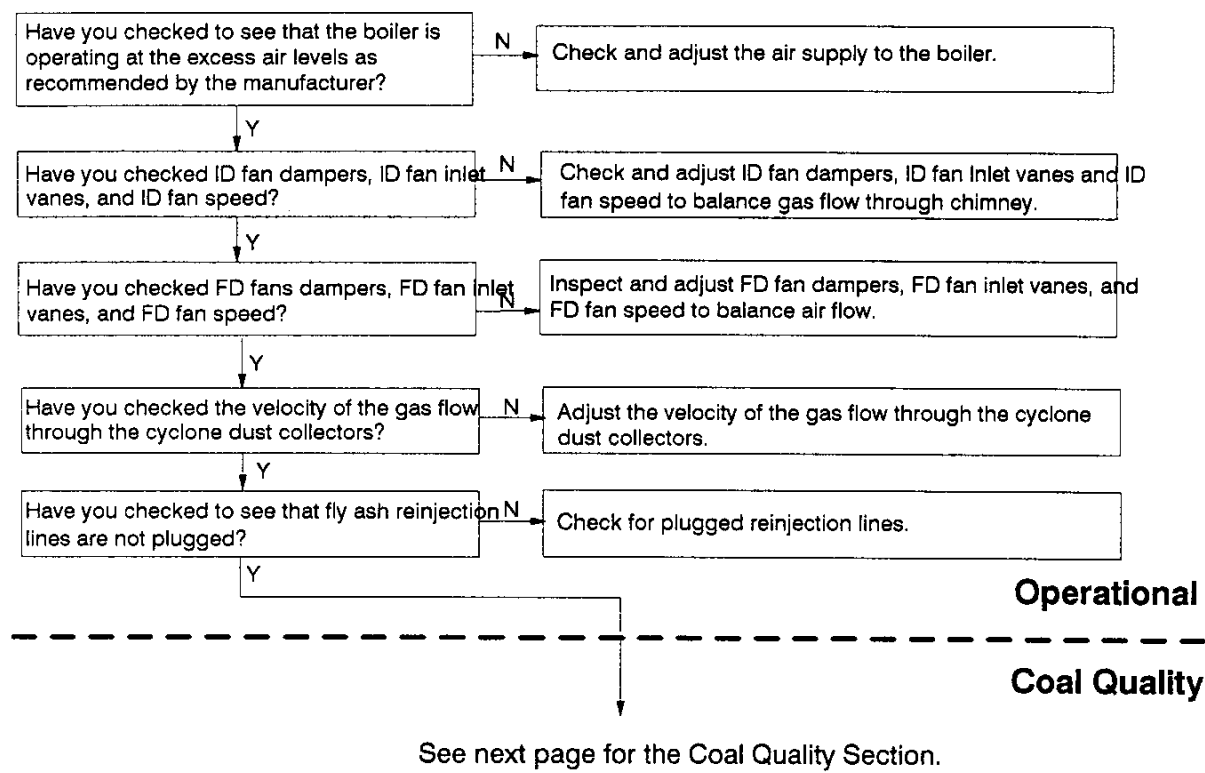 Have you checked to see that the boiler is
operating at the excess air levels as
recommended by the manufacturer?
N
Check and adjust the air supply to the boiler.
Y
Have you checked ID fan dampers, ID fan inlet
vanes, and ID fan speed?
N
Check and adjust ID fan dampers, ID fan Inlet vanes and ID
fan speed to balance gas flow through chimney.
Y
Have you checked FD fans dampers, FD fan inlet
vanes, and FD fan speed?
N
Inspect and adjust FD fan dampers, FD fan inlet vanes, and
FD fan speed to balance air flow.
Y
Have you checked the velocity of the gas flow
through the cyclone dust collectors?
N
Adjust the velocity of the gas flow through the cyclone
dust collectors.
Y
Have you checked to see that fly ash reinjection
lines are not plugged?
N
Check for plugged reinjection lines.
Y
Operational
Coal Quality
See next page for the Coal Quality Section.